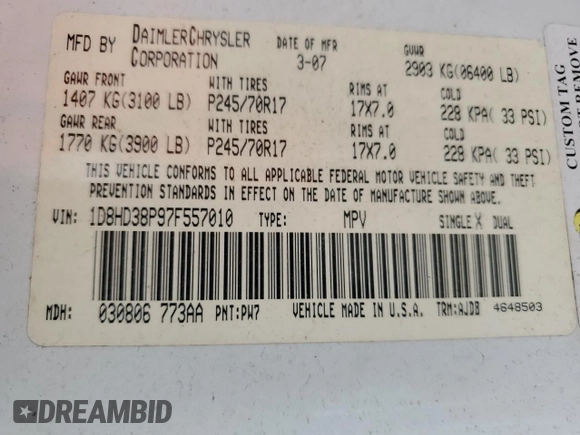 MFD BY DAIMLERCHRYSLER CORPORATION DATE OF MFR 3-07 GVWR 2903 KG(06400 LB)
GAWR FRONT WITH TIRES RIMS AT COLD
1407 KG(3100 LB) P245/70R17 17X7.0 228 KPA( 33 PSI)
GAWR REAR WITH TIRES RIMS AT COLD
1770 KG(3900 LB) P245/70R17 17X7.0 228 KPA( 33 PSI)
THIS VEHICLE CONFORMS TO ALL APPLICABLE FEDERAL MOTOR VEHICLE SAFETY AND THEFT
PREVENTION STANDARDS IN EFFECT ON THE DATE OF MANUFACTURE SHOWN ABOVE.
VIN: 1D8HD38P97F557010 TYPE: MPV SINGLE X DUAL
MDH: 030806 773AA PNT:PW7 VEHICLE MADE IN U.S.A. TRM:AJDB 4648503
CUSTOM TAG
REMOVE
DREAMBID